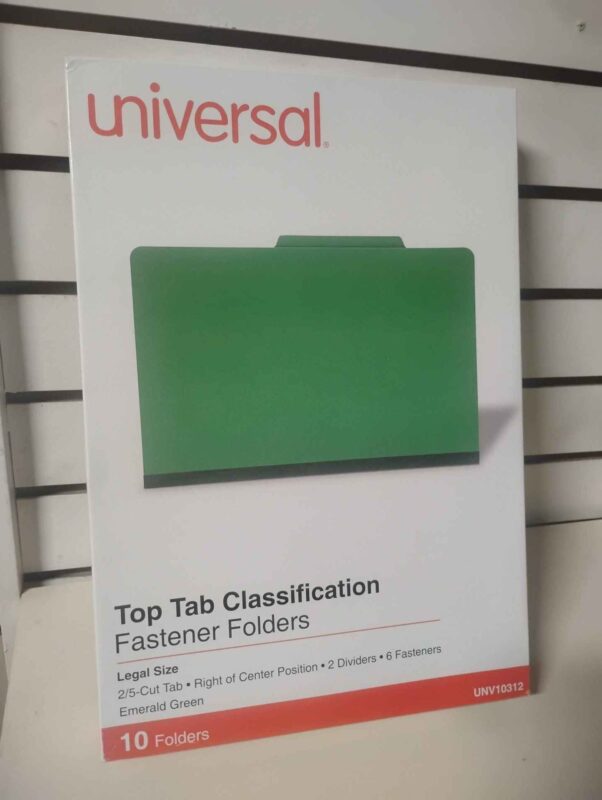 universal®
Top Tab Classification
Fastener Folders
Legal Size
2/5-Cut Tab • Right of Center Position • 2 Dividers • 6 Fasteners
Emerald Green
10 Folders
UNV10312